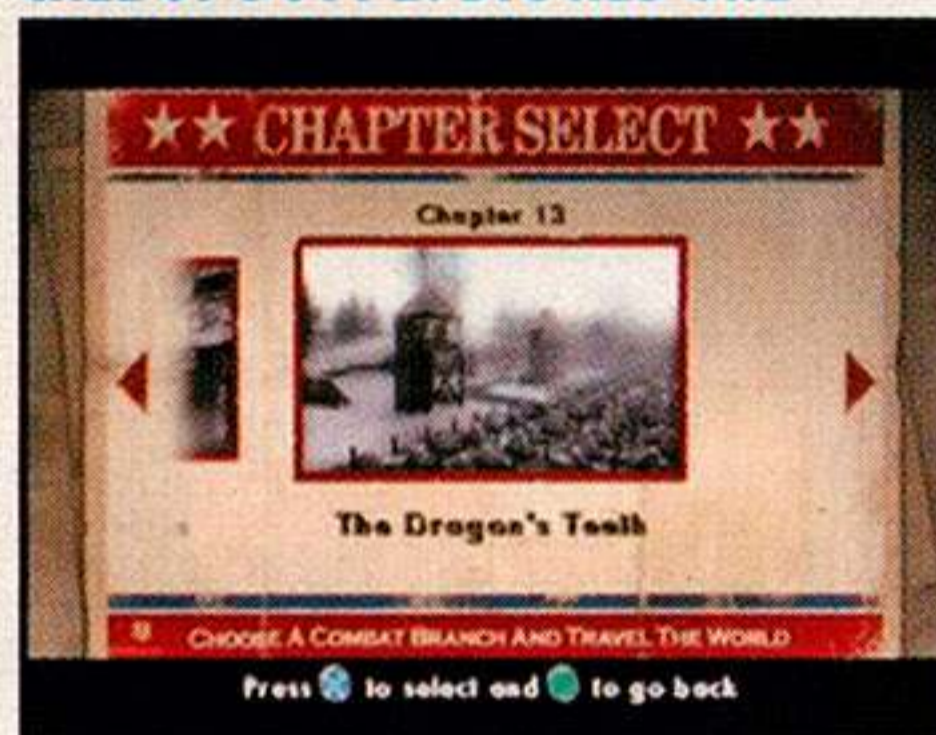 CHAPTER SELECT
Chapter 13
The Dragon's Teeth
CHOOSE A COMBAT BRANCH AND TRAVEL THE WORLD
Press to select and to go back